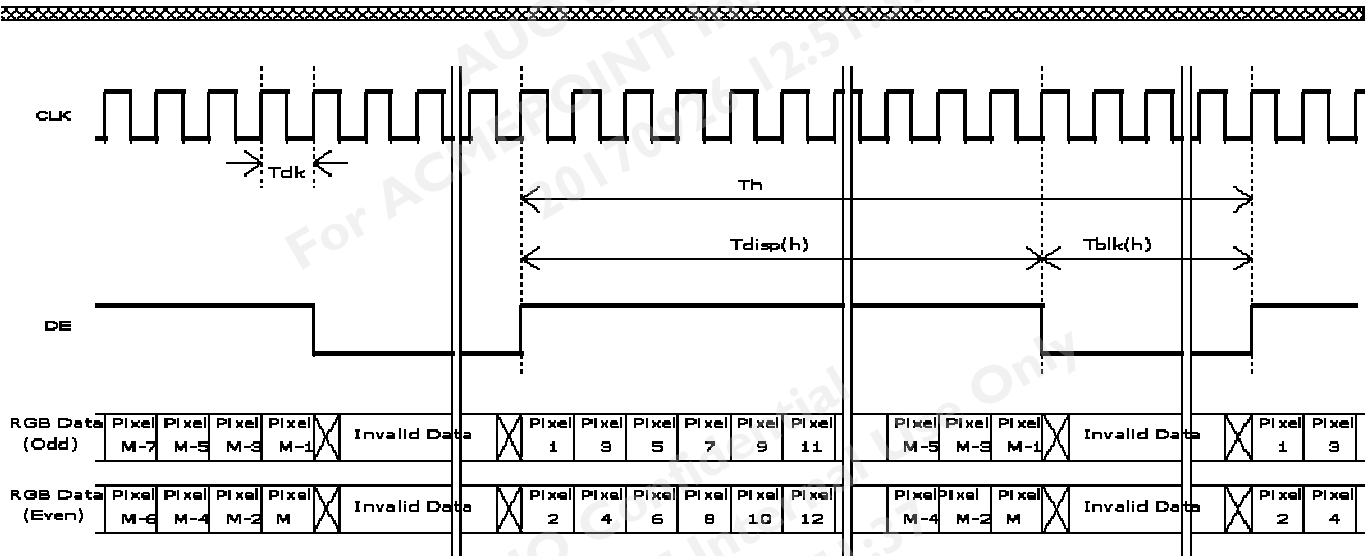 AUO Confidential
For ACMEPOINT Internal Use Only
CLK
Tclk
Th
Tdisp(h)
Tblk(h)
DE
RGB Data (Odd)
Pixel M-7
Pixel M-5
Pixel M-3
Pixel M-1
Invalid Data
Pixel 1
Pixel 3
Pixel 5
Pixel 7
Pixel 9
Pixel 11
Pixel M-5
Pixel M-3
Pixel M-1
Invalid Data
Pixel 1
Pixel 3
RGB Data (Even)
Pixel M-6
Pixel M-4
Pixel M-2
Pixel M
Invalid Data
Pixel 2
Pixel 4
Pixel 6
Pixel 8
Pixel 10
Pixel 12
Pixel M-4
Pixel M-2
Pixel M
Invalid Data
Pixel 2
Pixel 4